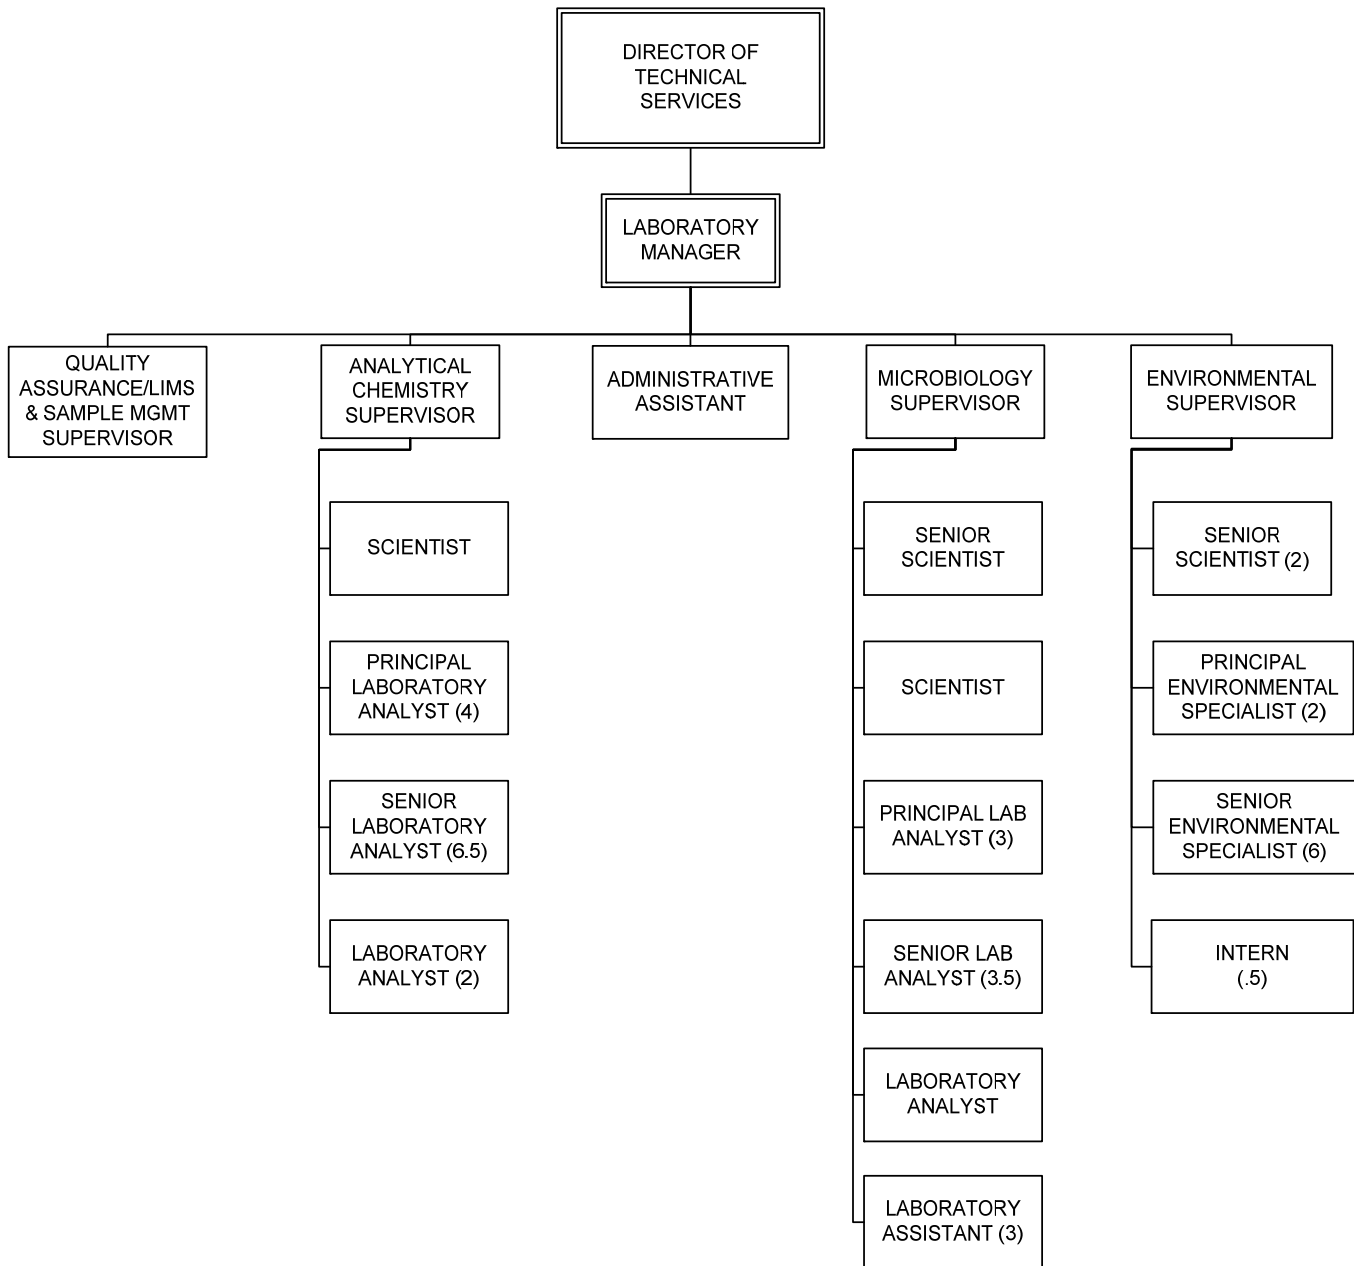 DIRECTOR OF
TECHNICAL
SERVICES
LABORATORY
MANAGER
QUALITY
ASSURANCE/LIMS
& SAMPLE MGMT
SUPERVISOR
ANALYTICAL
CHEMISTRY
SUPERVISOR
ADMINISTRATIVE
ASSISTANT
MICROBIOLOGY
SUPERVISOR
ENVIRONMENTAL
SUPERVISOR
SCIENTIST
PRINCIPAL
LABORATORY
ANALYST (4)
SENIOR
LABORATORY
ANALYST (6.5)
LABORATORY
ANALYST (2)
SENIOR
SCIENTIST
SCIENTIST
PRINCIPAL LAB
ANALYST (3)
SENIOR LAB
ANALYST (3.5)
LABORATORY
ANALYST
LABORATORY
ASSISTANT (3)
SENIOR
SCIENTIST (2)
PRINCIPAL
ENVIRONMENTAL
SPECIALIST (2)
SENIOR
ENVIRONMENTAL
SPECIALIST (6)
INTERN
(.5)